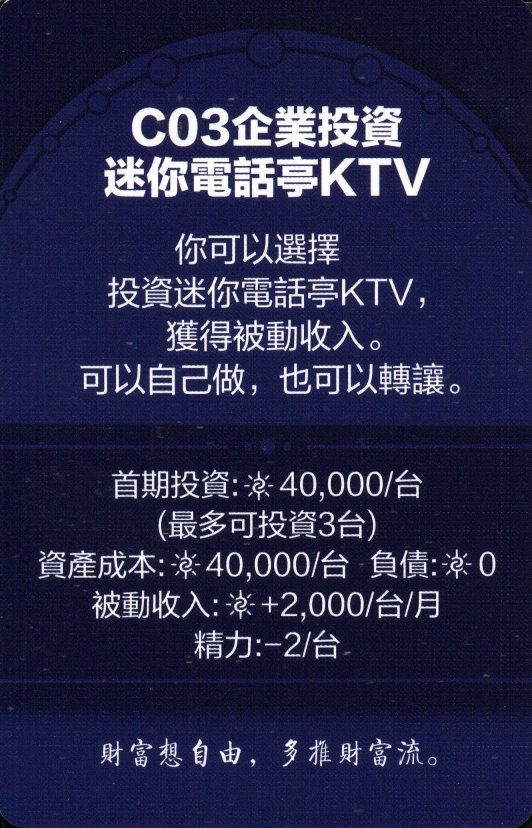 C03企業投資
迷你電話亭KTV
你可以選擇
投資迷你電話亭KTV，
獲得被動收入。
可以自己做，也可以轉讓。
首期投資: 40,000/台
(最多可投資3台)
資產成本: 40,000/台 負債: 0
被動收入: +2,000/台/月
精力:-2/台
財富想自由，多推財富流。